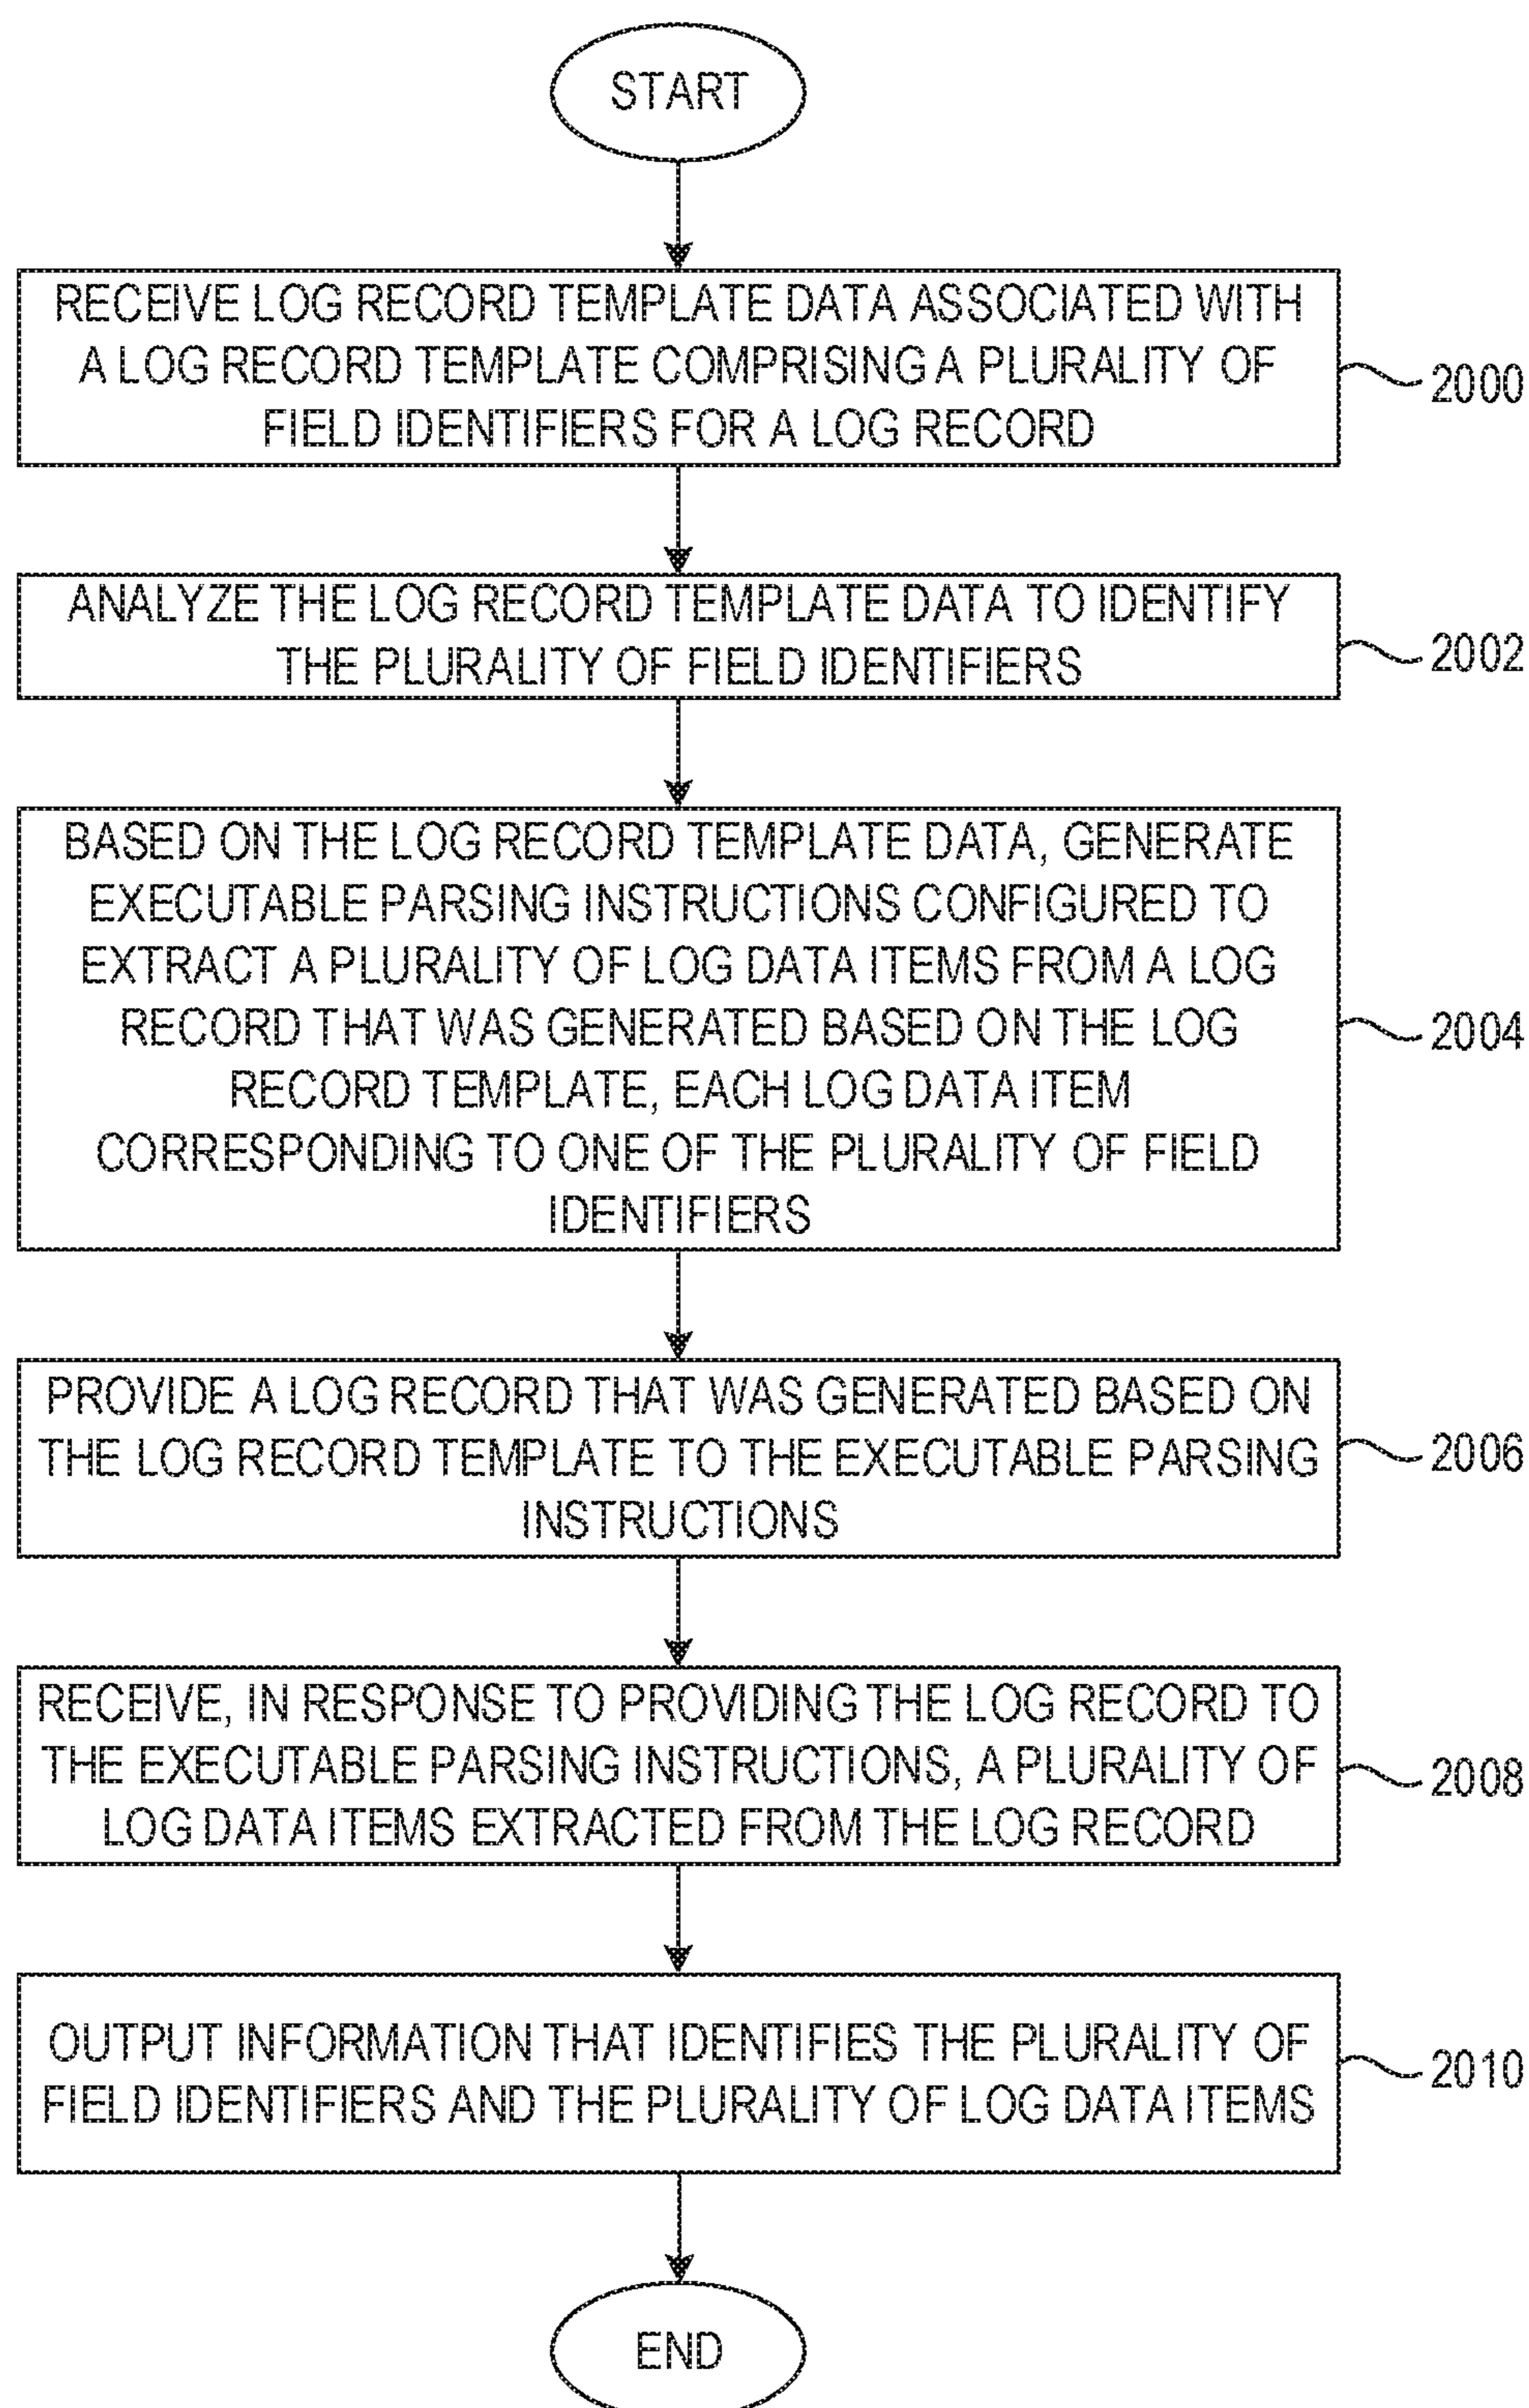 START
RECEIVE LOG RECORD TEMPLATE DATA ASSOCIATED WITH
A LOG RECORD TEMPLATE COMPRISING A PLURALITY OF
FIELD IDENTIFIERS FOR A LOG RECORD
2000
ANALYZE THE LOG RECORD TEMPLATE DATA TO IDENTIFY
THE PLURALITY OF FIELD IDENTIFIERS
2002
BASED ON THE LOG RECORD TEMPLATE DATA, GENERATE
EXECUTABLE PARSING INSTRUCTIONS CONFIGURED TO
EXTRACT A PLURALITY OF LOG DATA ITEMS FROM A LOG
RECORD THAT WAS GENERATED BASED ON THE LOG
RECORD TEMPLATE, EACH LOG DATA ITEM
CORRESPONDING TO ONE OF THE PLURALITY OF FIELD
IDENTIFIERS
2004
PROVIDE A LOG RECORD THAT WAS GENERATED BASED ON
THE LOG RECORD TEMPLATE TO THE EXECUTABLE PARSING
INSTRUCTIONS
2006
RECEIVE, IN RESPONSE TO PROVIDING THE LOG RECORD TO
THE EXECUTABLE PARSING INSTRUCTIONS, A PLURALITY OF
LOG DATA ITEMS EXTRACTED FROM THE LOG RECORD
2008
OUTPUT INFORMATION THAT IDENTIFIES THE PLURALITY OF
FIELD IDENTIFIERS AND THE PLURALITY OF LOG DATA ITEMS
2010
END